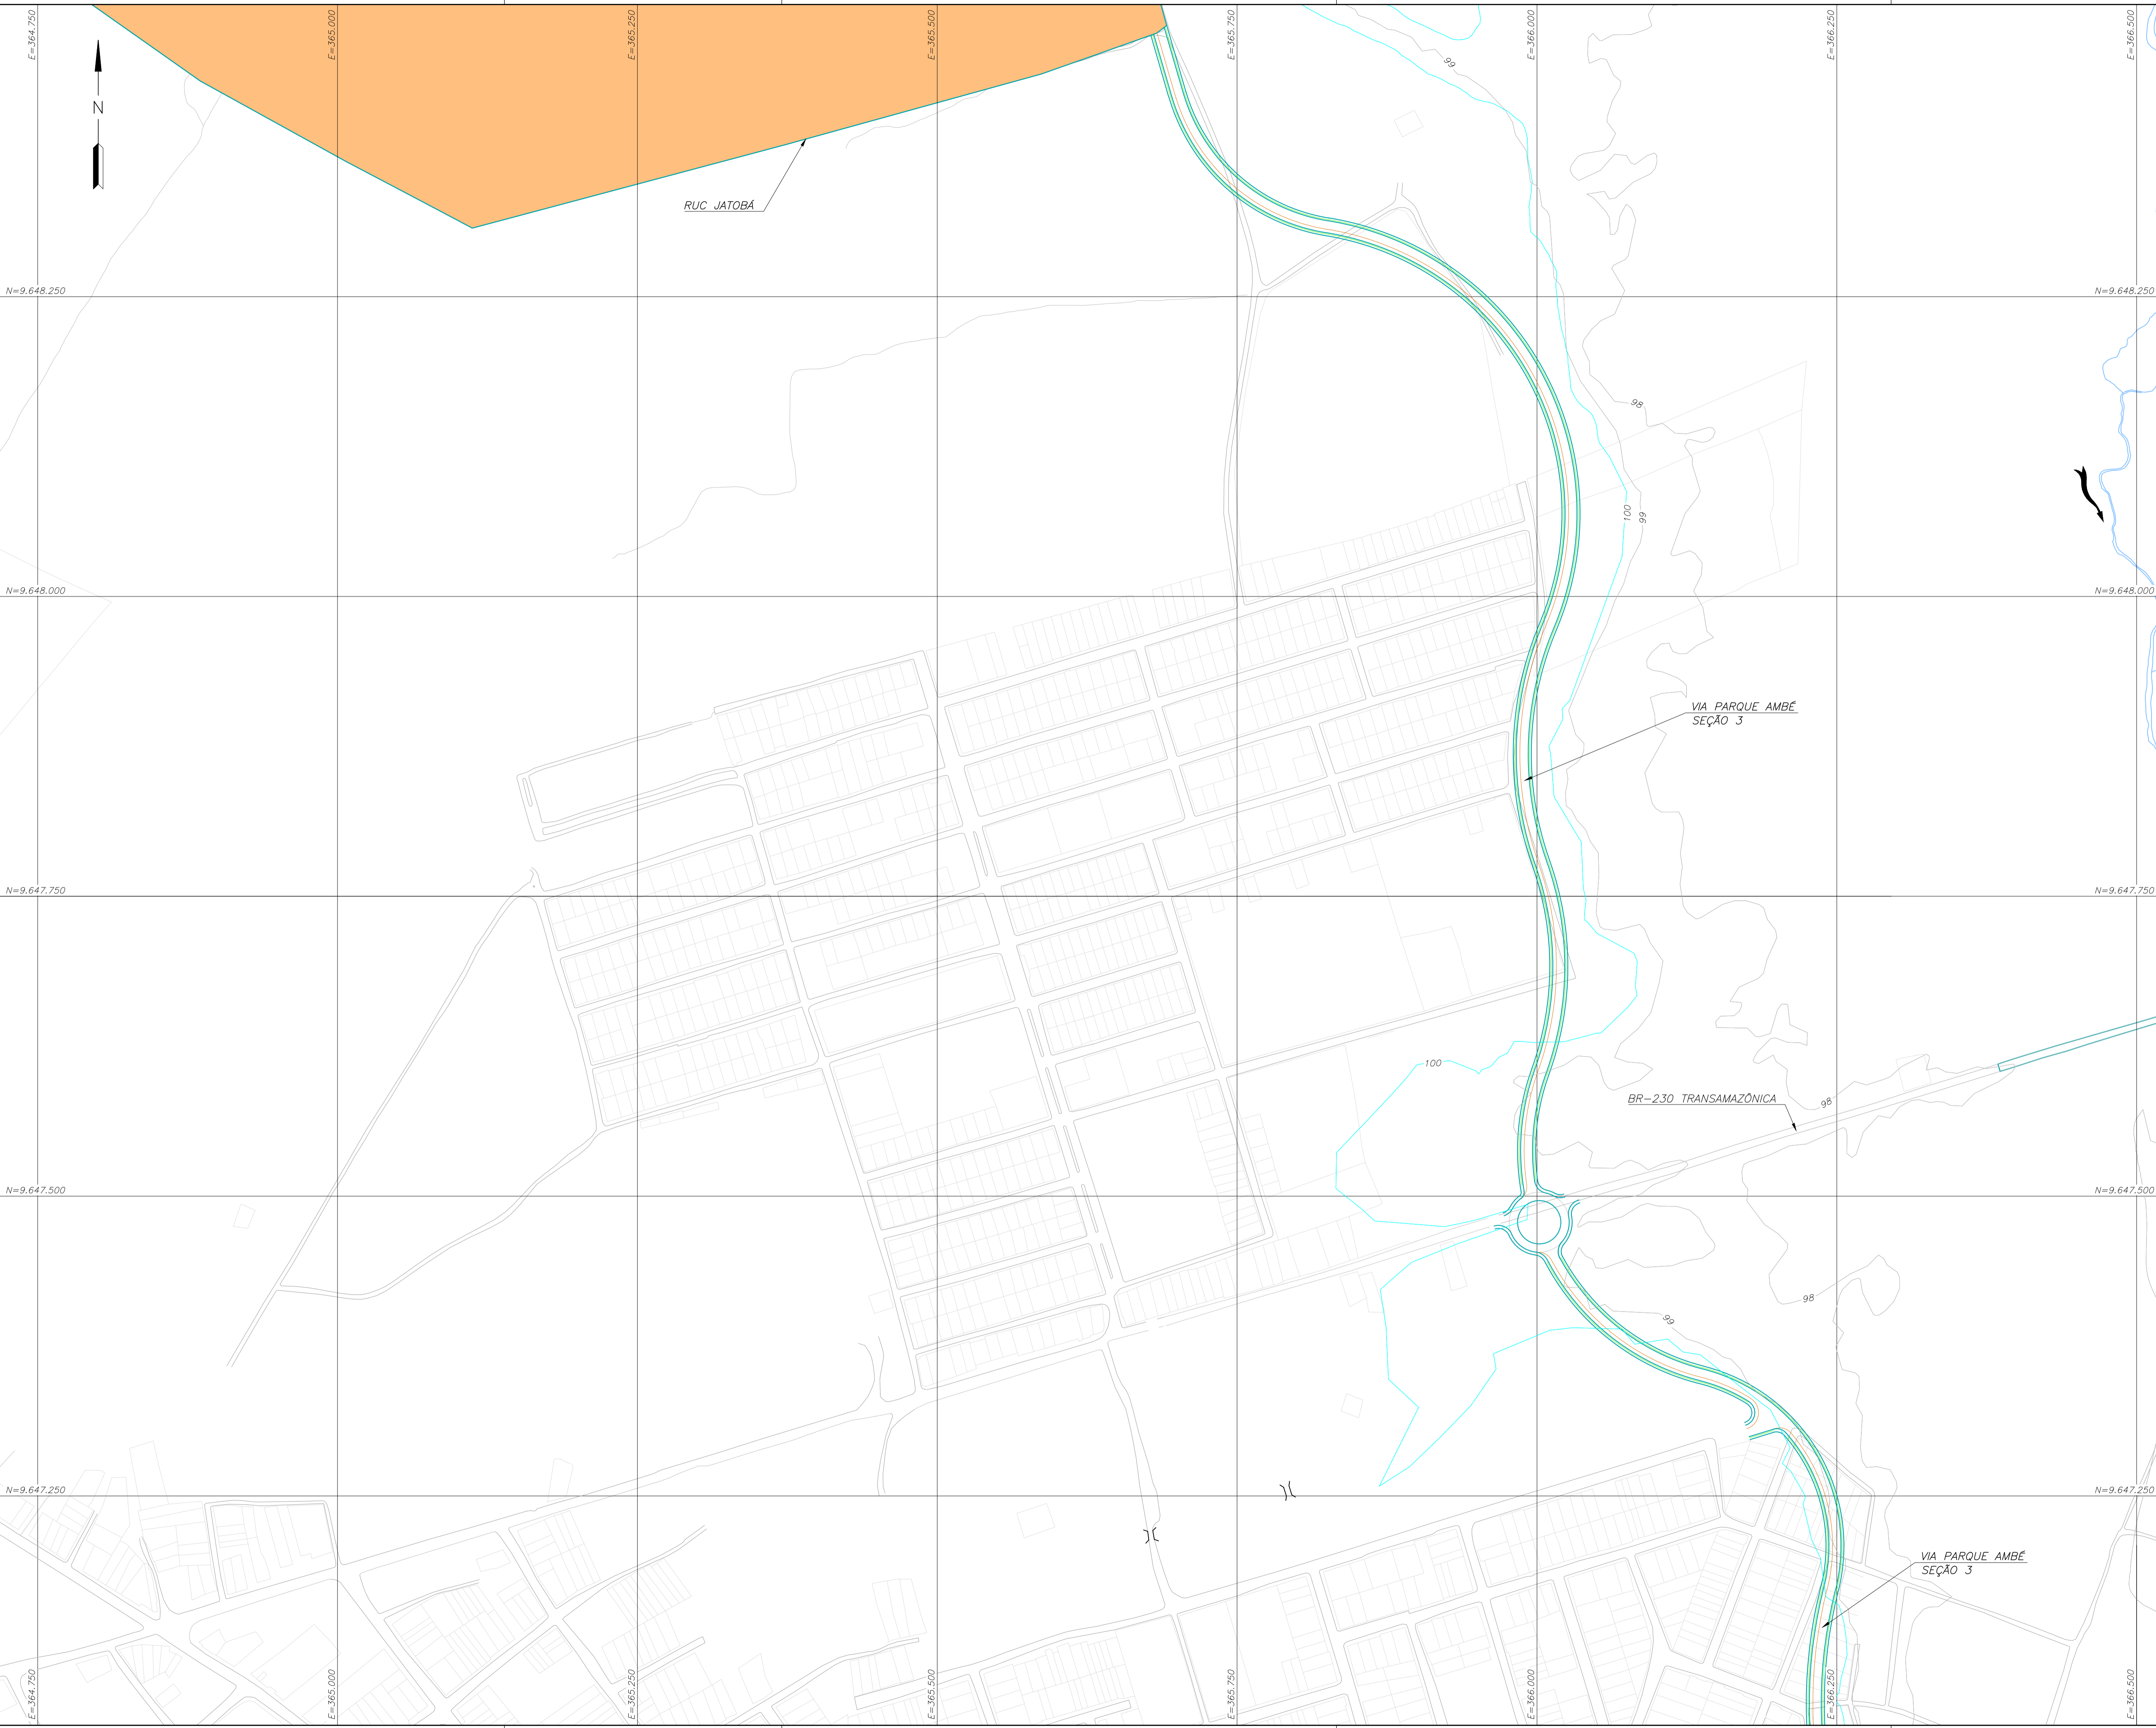 E=364.750
E=365.000
E=365.250
E=365.500
E=365.750
E=366.000
E=366.250
E=366.500
N
99
RUC JATOBÁ
N=9.648.250
N=9.648.250
98
100
99
N=9.648.000
N=9.648.000
VIA PARQUE AMBÉ
SEÇÃO 3
N=9.647.750
N=9.647.750
100
BR-230 TRANSAMAZÔNICA
98
N=9.647.500
N=9.647.500
98
99
N=9.647.250
N=9.647.250
VIA PARQUE AMBÉ
SEÇÃO 3
E=364.750
E=365.000
E=365.250
E=365.500
E=365.750
E=366.000
E=366.250
E=366.500